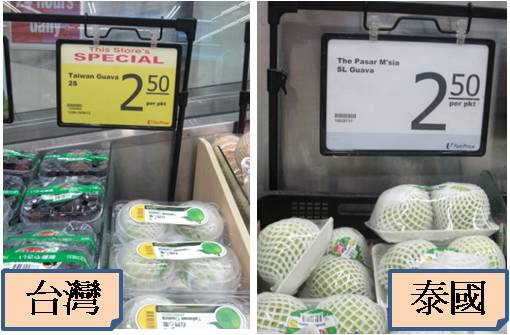 This Store's
SPECIAL
Taiwan Guava
2S
2.50
per pkt
FairPrice
台灣
The Pasar M'sia
SL Guava
2.50
per pkt
FairPrice
泰國